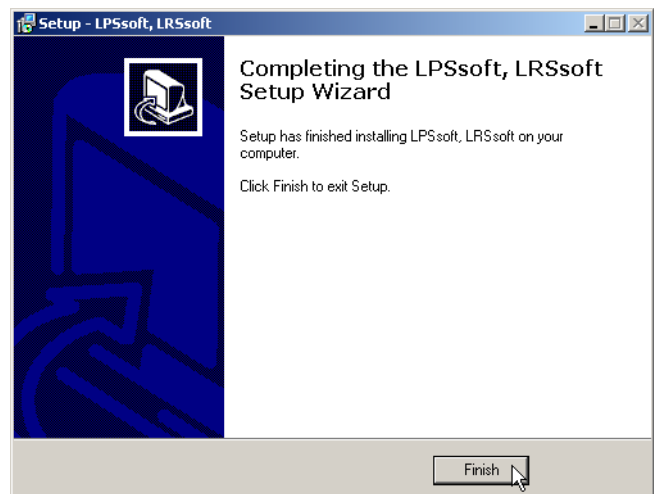 Setup - LPSsoft, LRSsoft
Completing the LPSsoft, LRSsoft
Setup Wizard
Setup has finished installing LPSsoft, LRSsoft on your
computer.
Click Finish to exit Setup.
Finish